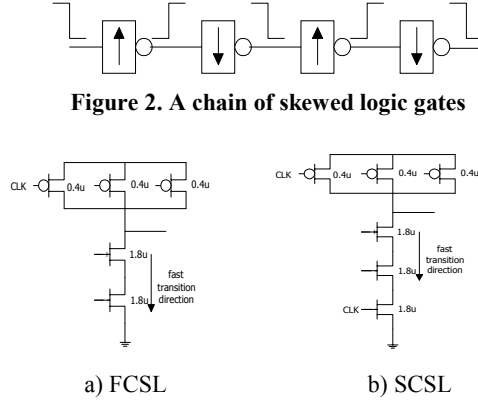 Figure 2. A chain of skewed logic gates
CLK
0.4u
0.4u
0.4u
1.8u
fast
transition
direction
1.8u
CLK
0.4u
0.4u
0.4u
1.8u
fast
transition
direction
1.8u
CLK
1.8u
a) FCSL
b) SCSL